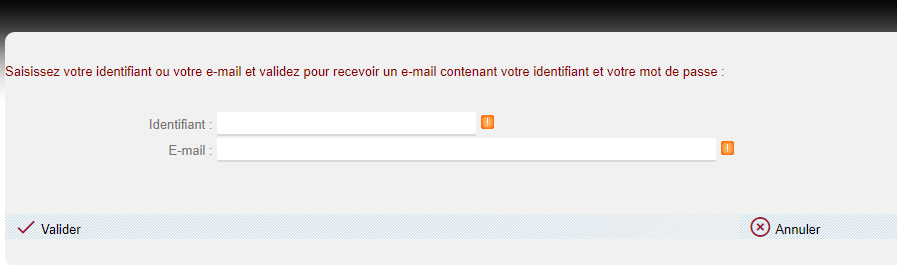 Saisissez votre identifiant ou votre e-mail et validez pour recevoir un e-mail contenant votre identifiant et votre mot de passe :
Identifiant : !
E-mail : !
Valider Annuler